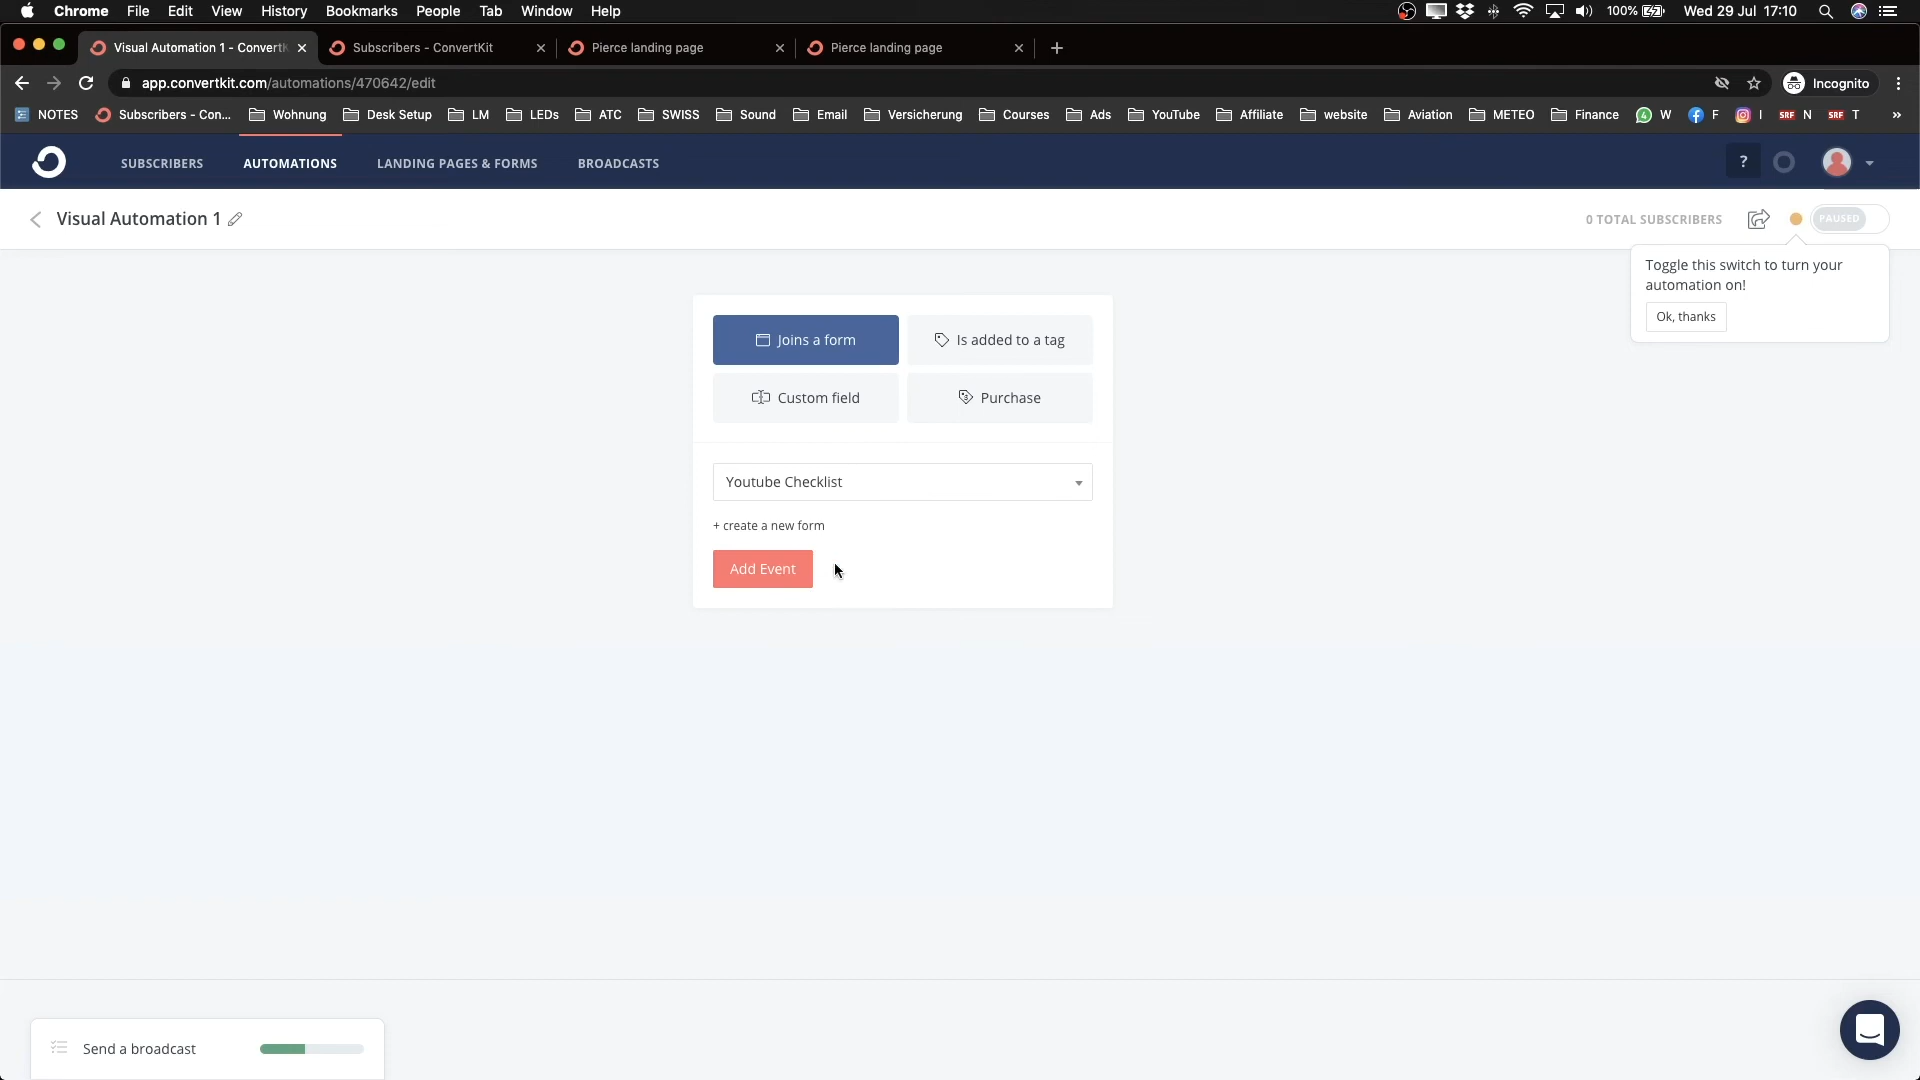 Chrome File Edit View History Bookmarks People Tab Window Help 100% Wed 29 Jul 17:10
Visual Automation 1 - ConvertK Subscribers - ConvertKit Pierce landing page Pierce landing page
app.convertkit.com/automations/470642/edit Incognito
NOTES Subscribers - Con... Wohnung Desk Setup LM LEDs ATC SWISS Sound Email Versicherung Courses Ads YouTube Affiliate website Aviation METEO Finance 4 W F I SRF N SRF T »
SUBSCRIBERS AUTOMATIONS LANDING PAGES & FORMS BROADCASTS ?
Visual Automation 1 0 TOTAL SUBSCRIBERS PAUSED
Toggle this switch to turn your
automation on!
Ok, thanks
Joins a form Is added to a tag
Custom field Purchase
Youtube Checklist
+ create a new form
Add Event
Send a broadcast